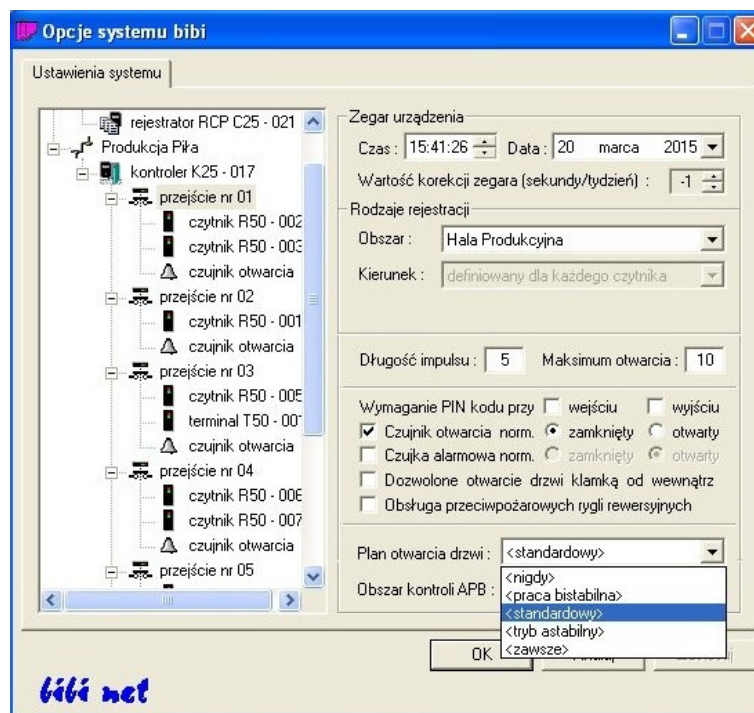 Opcje systemu bibi
Ustawienia systemu
rejestrator RCP C25 - 021
Produkcja Piła
kontroler K25 - 017
przejście nr 01
czytnik R50 - 002
czytnik R50 - 003
czujnik otwarcia
przejście nr 02
czytnik R50 - 001
czujnik otwarcia
przejście nr 03
czytnik R50 - 005
terminal T50 - 00
czujnik otwarcia
przejście nr 04
czytnik R50 - 006
czytnik R50 - 007
czujnik otwarcia
przejście nr 05
Zegar urządzenia
Czas : 15:41:26 Data : 20 marca 2015
Wartość korekcji zegara (sekundy/tydzień) : -1
Rodzaje rejestracji
Obszar : Hala Produkcyjna
Kierunek : definiowany dla każdego czytnika
Długość impulsu : 5 Maksimum otwarcia : 10
Wymaganie PIN kodu przy wejściu wyjściu
Czujnik otwarcia norm. zamknięty otwarty
Czujka alarmowa norm. zamknięty otwarty
Dozwolone otwarcie drzwi klamką od wewnątrz
Obsługa przeciwpożarowych rygli rewersyjnych
Plan otwarcia drzwi : <standardowy>
Obszar kontroli APB :
<nigdy>
<praca bistabilna>
<standardowy>
<tryb astabilny>
<zawsze>
OK
bibi net